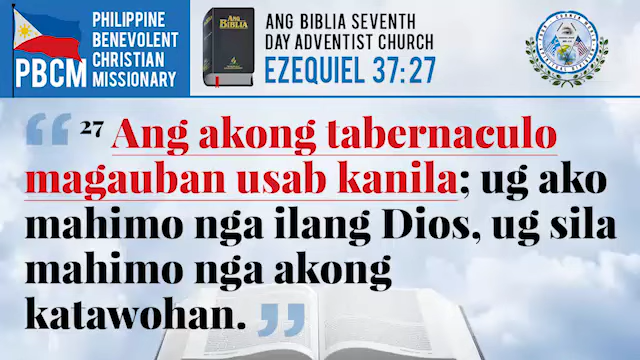 PHILIPPINE
BENEVOLENT
CHRISTIAN
MISSIONARY
PBCM
Ang
BIBLIA
ANG BIBLIA SEVENTH
DAY ADVENTIST CHURCH
EZEQUIEL 37:27
“ 27 Ang akong tabernaculo
magauban usab kanila; ug ako
mahimo nga ilang Dios, ug sila
mahimo nga akong
katawohan. ”